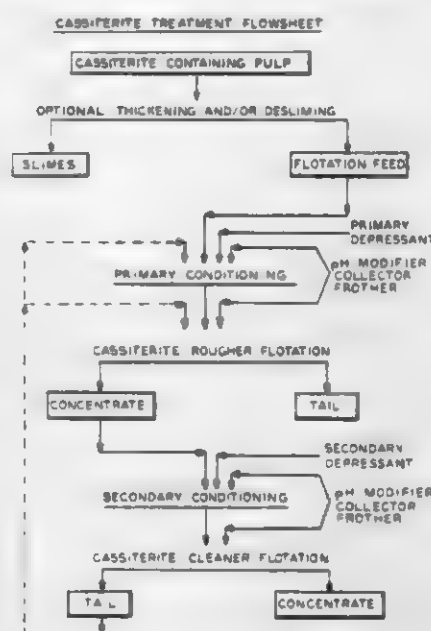 CASSITERITE TREATMENT FLOWSHEET
CASSITERITE CONTAINING PULP
OPTIONAL THICKENING AND/OR DESLIMING
SLIMES
FLOTATION FEED
PRIMARY
DEPRESSANT
PRIMARY CONDITIONING
pH MODIFIER
COLLECTOR
FROTHER
CASSITERITE ROUGHER FLOTATION
CONCENTRATE
TAIL
SECONDARY
DEPRESSANT
SECONDARY CONDITIONING
pH MODIFIER
COLLECTOR
FROTHER
CASSITERITE CLEANER FLOTATION
TAIL
CONCENTRATE